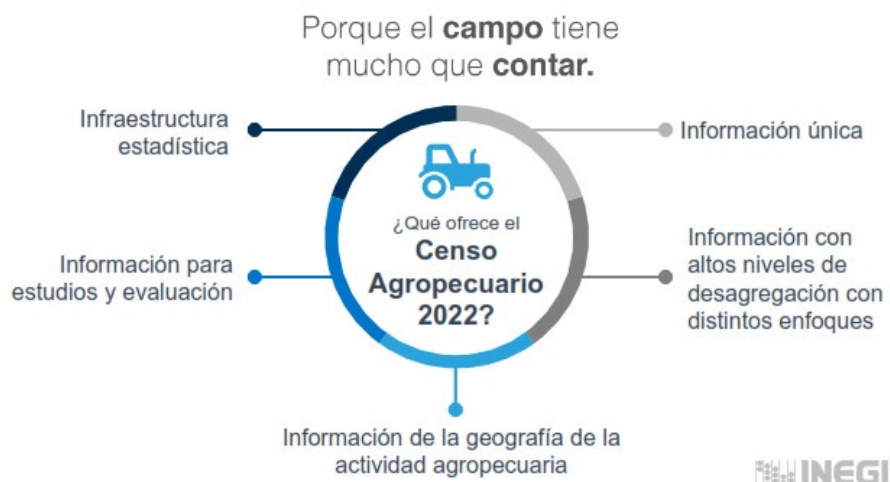 Porque el campo tiene
mucho que contar.
Infraestructura
estadística
Información única
¿Qué ofrece el
Censo
Agropecuario
2022?
Información para
estudios y evaluación
Información con
altos niveles de
desagregación con
distintos enfoques
Información de la geografía de la
actividad agropecuaria
INEGI